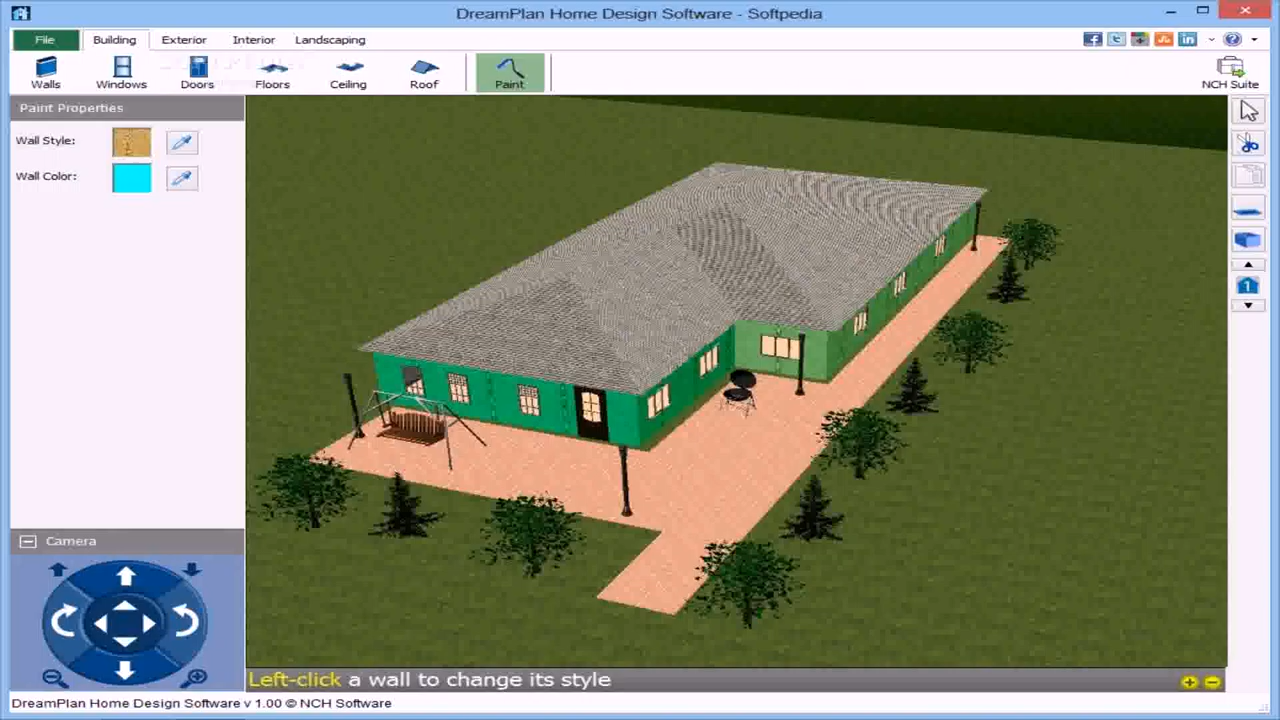 DreamPlan Home Design Software - Softpedia
File Building Exterior Interior Landscaping
Walls Windows Doors Floors Ceiling Roof Paint NCH Suite
Paint Properties
Wall Style:
Wall Color:
1
Camera
Left-click a wall to change its style
DreamPlan Home Design Software v 1.00 © NCH Software